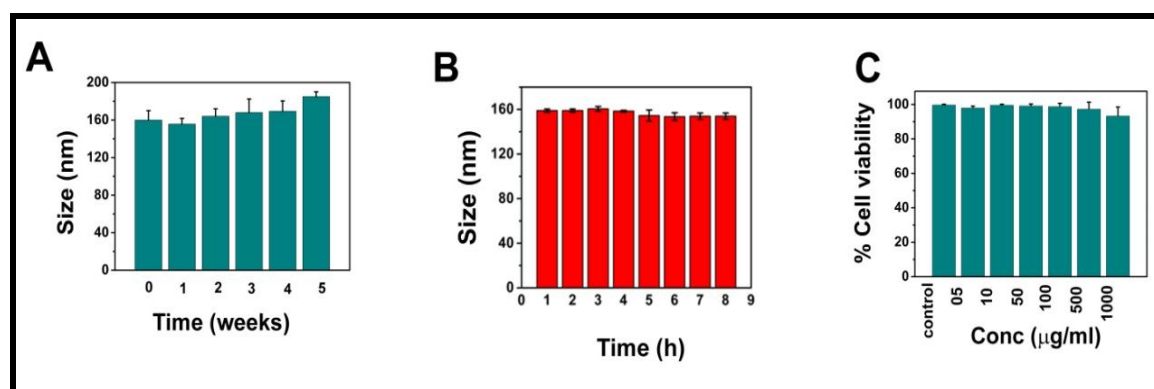 A
200
160
120
80
40
0
Size (nm)
0 1 2 3 4 5
Time (weeks)
B
160
120
80
40
0
Size (nm)
0 1 2 3 4 5 6 7 8 9
Time (h)
C
100
80
60
40
20
0
% Cell viability
control 05 10 50 100 500 1000
Conc (μg/ml)